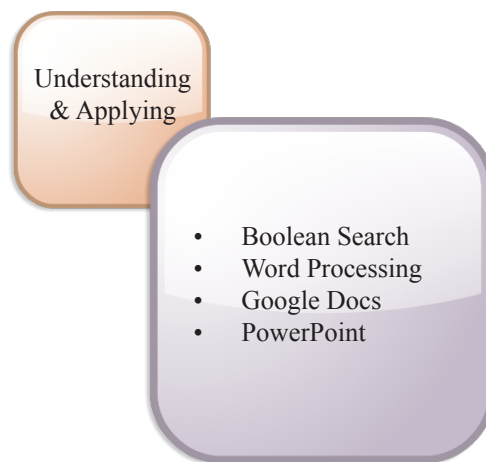 Understanding
& Applying
• Boolean Search
• Word Processing
• Google Docs
• PowerPoint